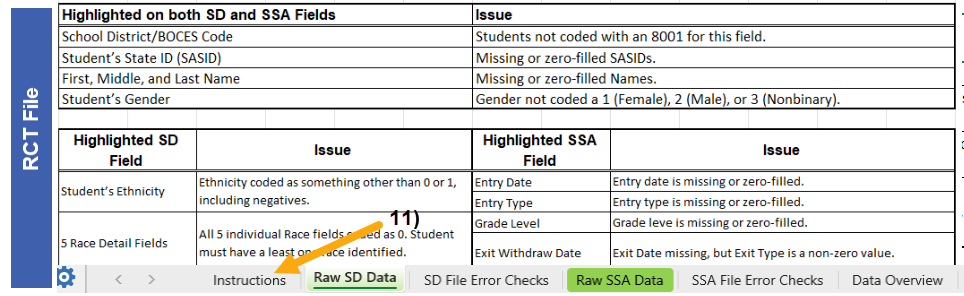 Highlighted on both SD and SSA Fields Issue
School District/BOCES Code Students not coded with an 8001 for this field.
Student's State ID (SASID) Missing or zero-filled SASIDs.
First, Middle, and Last Name Missing or zero-filled Names.
Student's Gender Gender not coded a 1 (Female), 2 (Male), or 3 (Nonbinary).
RCT File
Highlighted SD Field Issue Highlighted SSA Field Issue
Student's Ethnicity
Ethnicity coded as something other than 0 or 1,
including negatives.
Entry Date Entry date is missing or zero-filled.
Entry Type Entry type is missing or zero-filled.
5 Race Detail Fields
All 5 individual Race fields as 0. Student
must have a least identified.
Grade Level Grade leve is missing or zero-filled.
Exit Withdraw Date Exit Date missing, but Exit Type is a non-zero value.
11)
Instructions Raw SD Data SD File Error Checks Raw SSA Data SSA File Error Checks Data Overview